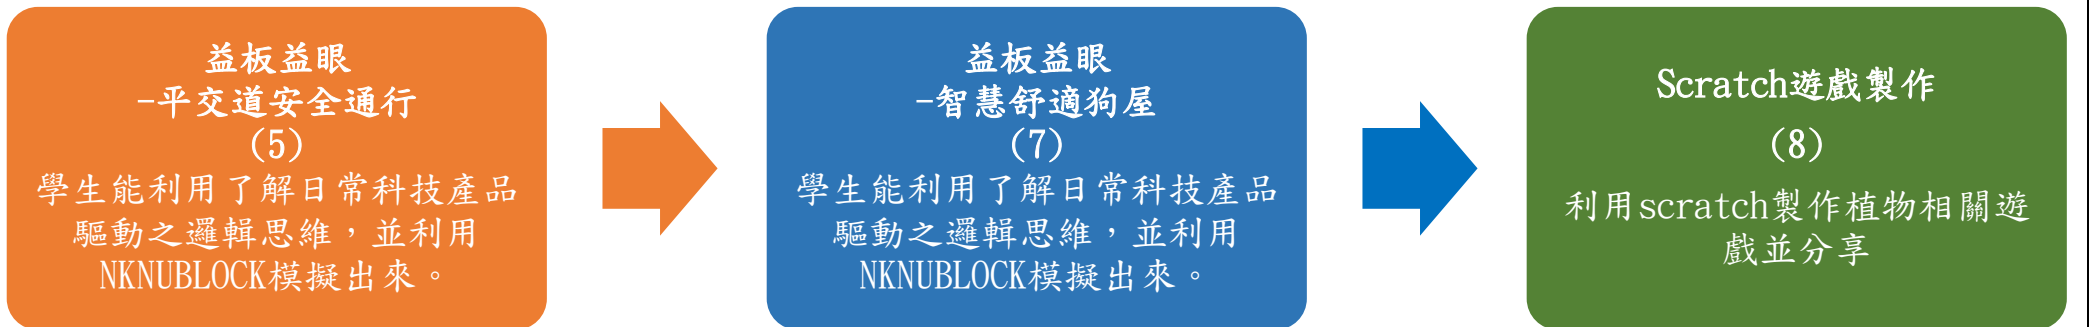 益板益眼
-平交道安全通行
(5)
學生能利用了解日常科技產品
驅動之邏輯思維，並利用
NKNUBLOCK模擬出來。
益板益眼
-智慧舒適狗屋
(7)
學生能利用了解日常科技產品
驅動之邏輯思維，並利用
NKNUBLOCK模擬出來。
Scratch遊戲製作
(8)
利用scratch製作植物相關遊
戲並分享